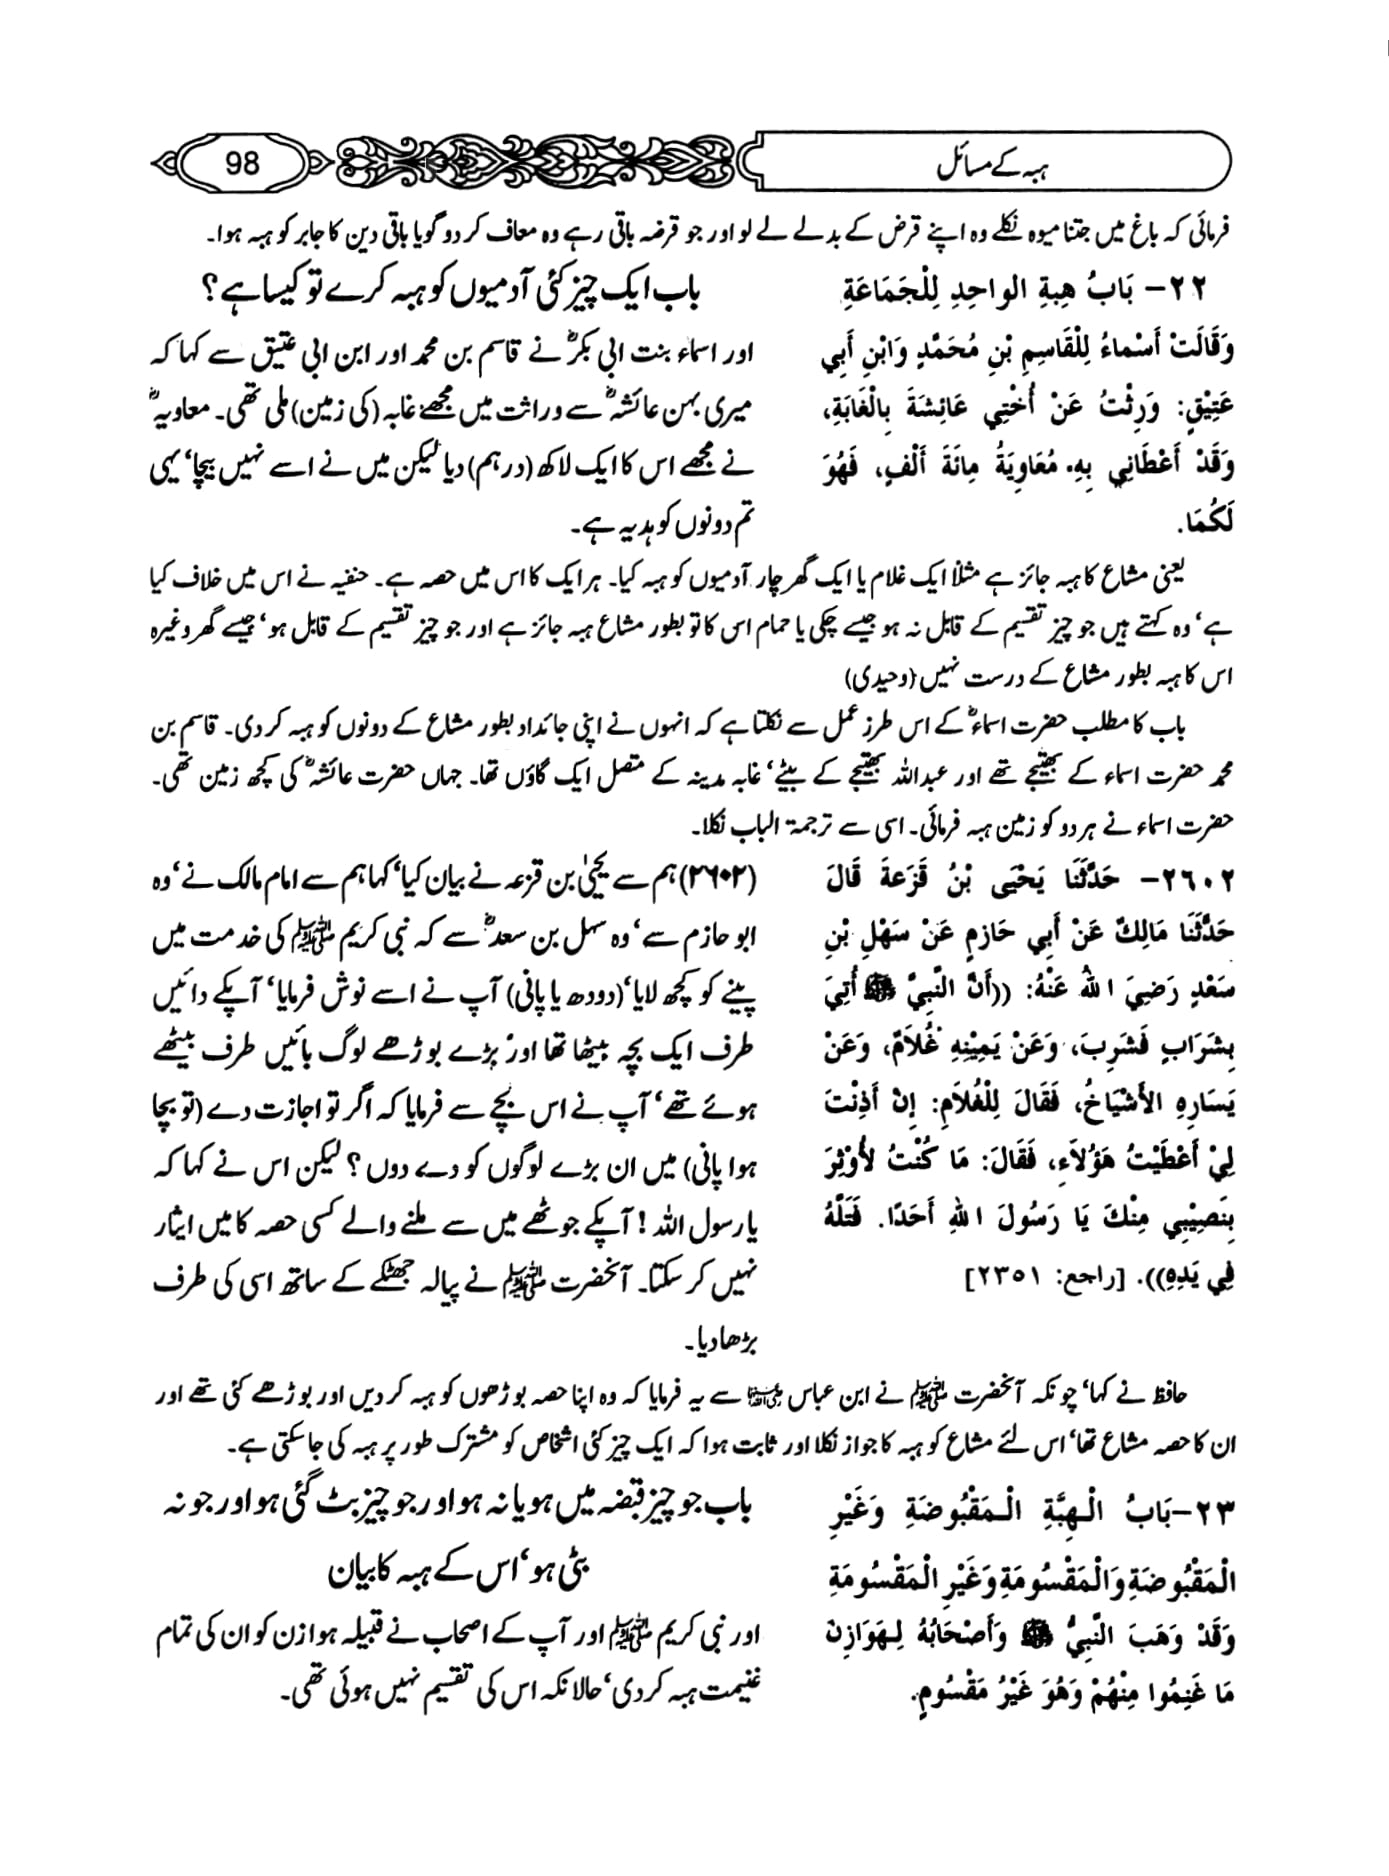 ہبہ کے مسائل
98
فرمائی کہ باغ میں جتنا میوہ نکلے وہ اپنے قرض کے بدلے لے لو اور جو قرضہ باقی رہے وہ معاف کر دو گویا باقی دین کا جابر کو ہبہ ہوا۔
٢٢- بَابُ هِبةِ الواحِدِ لِلْجَمَاعَةِ
وَقَالَتْ أَسْمَاءُ لِلْقَاسِمِ بْنِ مُحَمَّدٍ وَابْنِ أَبِي
عَتِيْقٍ: وَرِثْتُ عَنْ أُخْتِي عَائِشَةَ بِالْغَابَةِ،
وَقَدْ أَعْطَانِي بِهِ مُعَاوِيَةُ مِائَةَ أَلْفٍ، فَهُوَ
لَكُمَا.
باب ایک چیز کئی آدمیوں کو ہبہ کرے تو کیسا ہے؟
اور اسماء بنت ابی بکرؓ نے قاسم بن محمد اور ابن ابی عتیق سے کہا کہ
میری بہن عائشہؓ سے وراثت میں مجھے غابہ (کی زمین) ملی تھی۔ معاویہؓ
نے مجھے اس کا ایک لاکھ (درہم) دیا لیکن میں نے اسے نہیں بیچا‘ یہی
تم دونوں کو ہدیہ ہے۔
یعنی مشاع کا ہبہ جائز ہے مثلاً ایک غلام یا ایک گھر چار آدمیوں کو ہبہ کیا۔ ہر ایک کا اس میں حصہ ہے۔ حنفیہ نے اس میں خلاف کیا
ہے‘ وہ کہتے ہیں جو چیز تقسیم کے قابل نہ ہو جیسے چکی یا حمام اس کا تو بطور مشاع ہبہ جائز ہے اور جو چیز تقسیم کے قابل ہو‘ جیسے گھر وغیرہ
اس کا ہبہ بطور مشاع کے درست نہیں (وحیدی)
باب کا مطلب حضرت اسماءؓ کے اس طرز عمل سے نکلتا ہے کہ انہوں نے اپنی جائداد بطور مشاع کے دونوں کو ہبہ کر دی۔ قاسم بن
محمد حضرت اسماء کے بھتیجے تھے اور عبداللہ بھتیجے کے بیٹے‘ غابہ مدینہ کے متصل ایک گاؤں تھا۔ جہاں حضرت عائشہؓ کی کچھ زمین تھی۔
حضرت اسماء نے ہر دو کو زمین ہبہ فرمائی۔ اسی سے ترجمۃ الباب نکلا۔
٢٦٠٢- حَدَّثَنَا يَحْيَى بْنُ قَزَعَةَ قَالَ
حَدَّثَنَا مَالِكٌ عَنْ أَبِي حَازِمٍ عَنْ سَهْلِ بْنِ
سَعْدٍ رَضِيَ اللهُ عَنْهُ: ((أَنَّ النَّبِيَّ ﷺ أُتِيَ
بِشَرَابٍ فَشَرِبَ، وَعَنْ يَمِيْنِهِ غُلَامٌ، وَعَنْ
يَسَارِهِ الأَشْيَاخُ، فَقَالَ لِلْغُلَامِ: إِنْ أَذِنْتَ
لِيْ أَعْطَيْتُ هَؤُلَاءِ، فَقَالَ: مَا كُنْتُ لأُوْثِرَ
بِنَصِيْبِي مِنْكَ يَا رَسُولَ اللهِ أَحَدًا. فَتَلَّهُ
فِي يَدِهِ)). [راجع: ٢٣٥١]
(۲۶۰۲) ہم سے یحییٰ بن قزعہ نے بیان کیا‘ کہا ہم سے امام مالک نے‘ وہ
ابو حازم سے‘ وہ سہل بن سعدؓ سے کہ نبی کریم ﷺ کی خدمت میں
پینے کو کچھ لایا‘ (دودھ یا پانی) آپ نے اسے نوش فرمایا‘ آپکے دائیں
طرف ایک بچہ بیٹھا تھا اور بڑے بوڑھے لوگ بائیں طرف بیٹھے
ہوئے تھے‘ آپ نے اس بچے سے فرمایا کہ اگر تو اجازت دے (تو بچا
ہوا پانی) میں ان بڑے لوگوں کو دے دوں؟ لیکن اس نے کہا کہ
یا رسول اللہ! آپکے جوٹھے میں سے ملنے والے کسی حصہ کا میں ایثار
نہیں کر سکتا۔ آنحضرت ﷺ نے پیالہ جھٹکے کے ساتھ اسی کی طرف
بڑھا دیا۔
حافظ نے کہا‘ چونکہ آنحضرت ﷺ نے ابن عباس رضی اللہ عنہما سے یہ فرمایا کہ وہ اپنا حصہ بوڑھوں کو ہبہ کر دیں اور بوڑھے کئی تھے اور
ان کا حصہ مشاع تھا‘ اس لئے مشاع کو ہبہ کا جواز نکلا اور ثابت ہوا کہ ایک چیز کئی اشخاص کو مشترک طور پر ہبہ کی جا سکتی ہے۔
٢٣-بَابُ الْـهِبَّةِ الْـمَقْبُوضَةِ وَغَيْرِ
الْمَقْبُوضَةِ وَالْمَقْسُومَةِ وَغَيْرِ الْمَقْسُومَةِ
وَقَدْ وَهَبَ النَّبِيُّ ﷺ وَأَصْحَابُهُ لِـهَوَازِنَ
مَا غَنِمُوا مِنْهُمْ وَهُوَ غَيْرُ مَقْسُومٍ.
باب جو چیز قبضہ میں ہو یا نہ ہو اور جو چیز بٹ گئی ہو اور جو نہ
بٹی ہو‘ اس کے ہبہ کا بیان
اور نبی کریم ﷺ اور آپ کے اصحاب نے قبیلہ ہوازن کو ان کی تمام
غنیمت ہبہ کر دی‘ حالانکہ اس کی تقسیم نہیں ہوئی تھی۔